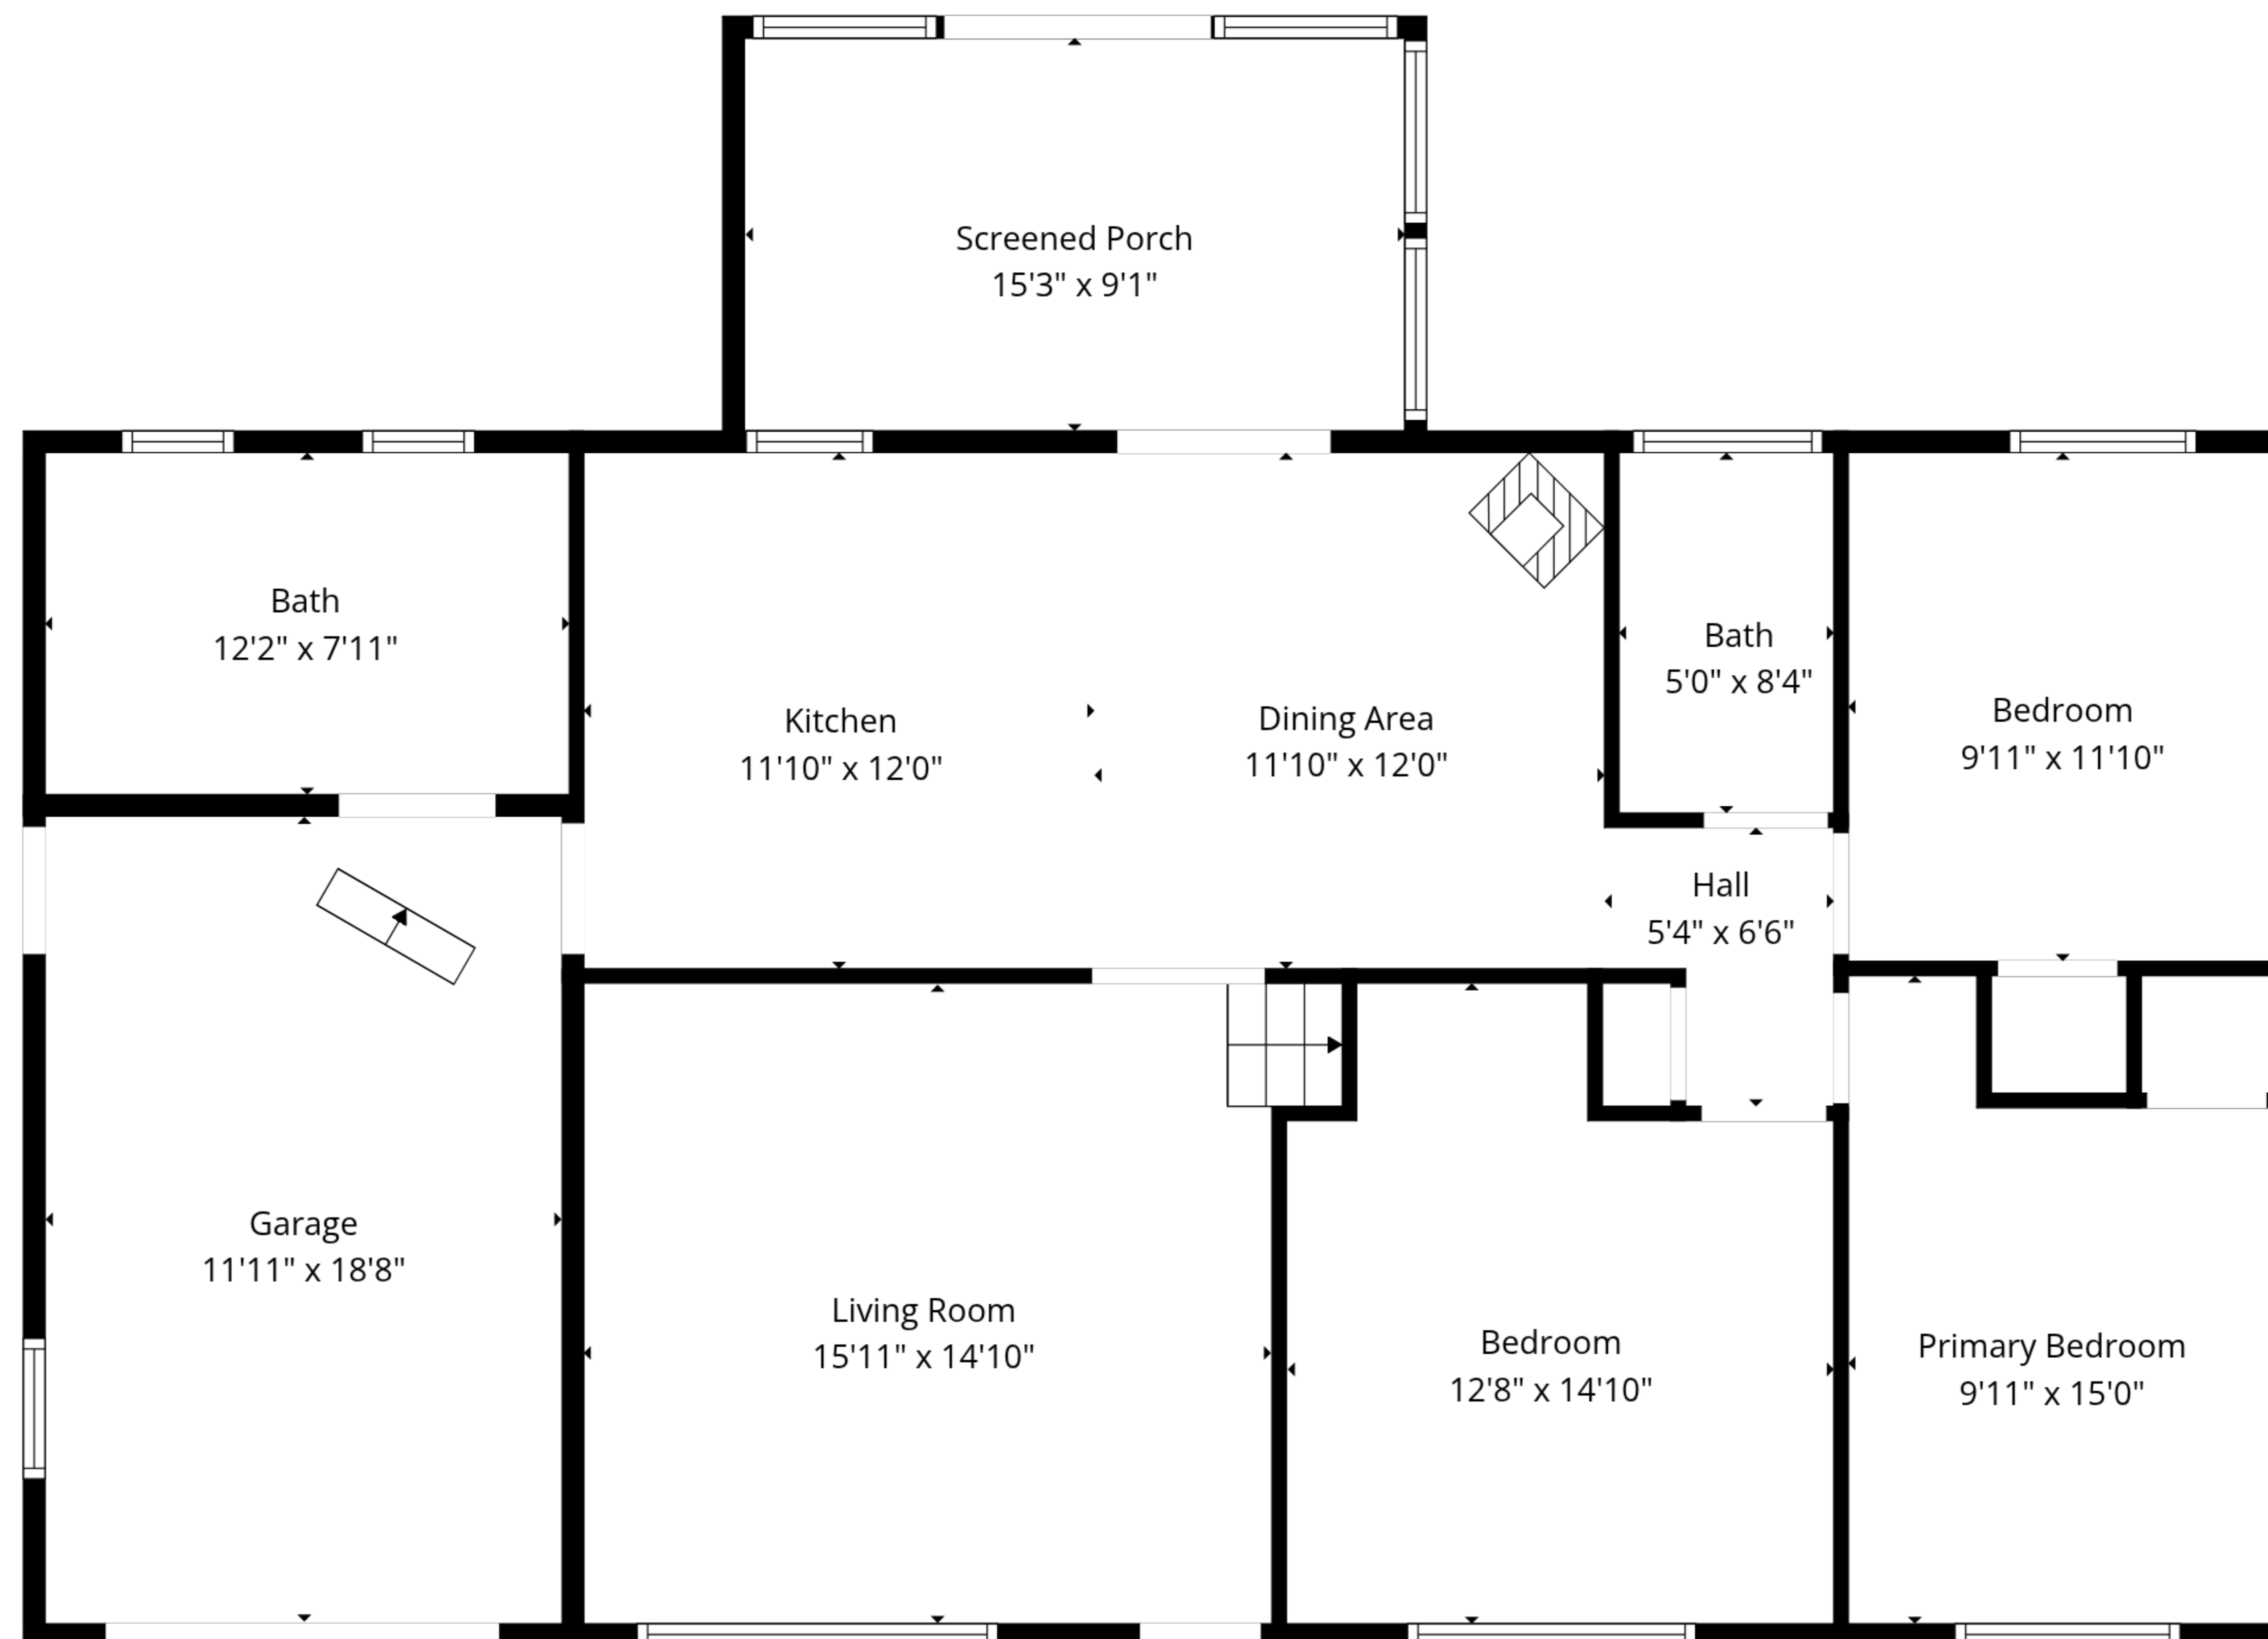 Screened Porch
15'3" x 9'1"
Bath
12'2" x 7'11"
Kitchen
11'10" x 12'0"
Dining Area
11'10" x 12'0"
Bath
5'0" x 8'4"
Bedroom
9'11" x 11'10"
Hall
5'4" x 6'6"
Garage
11'11" x 18'8"
Living Room
15'11" x 14'10"
Bedroom
12'8" x 14'10"
Primary Bedroom
9'11" x 15'0"